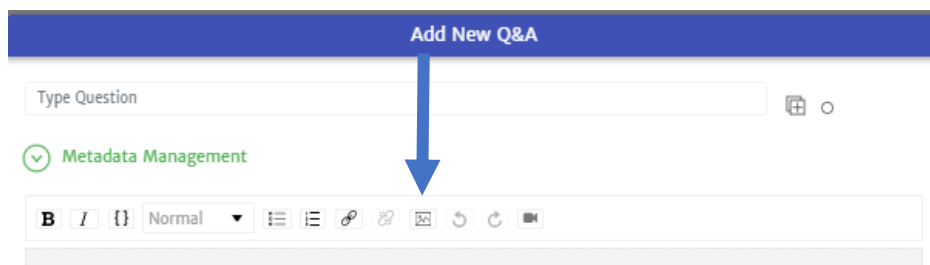 Add New Q&A
Type Question
Metadata Management
B I {} Normal